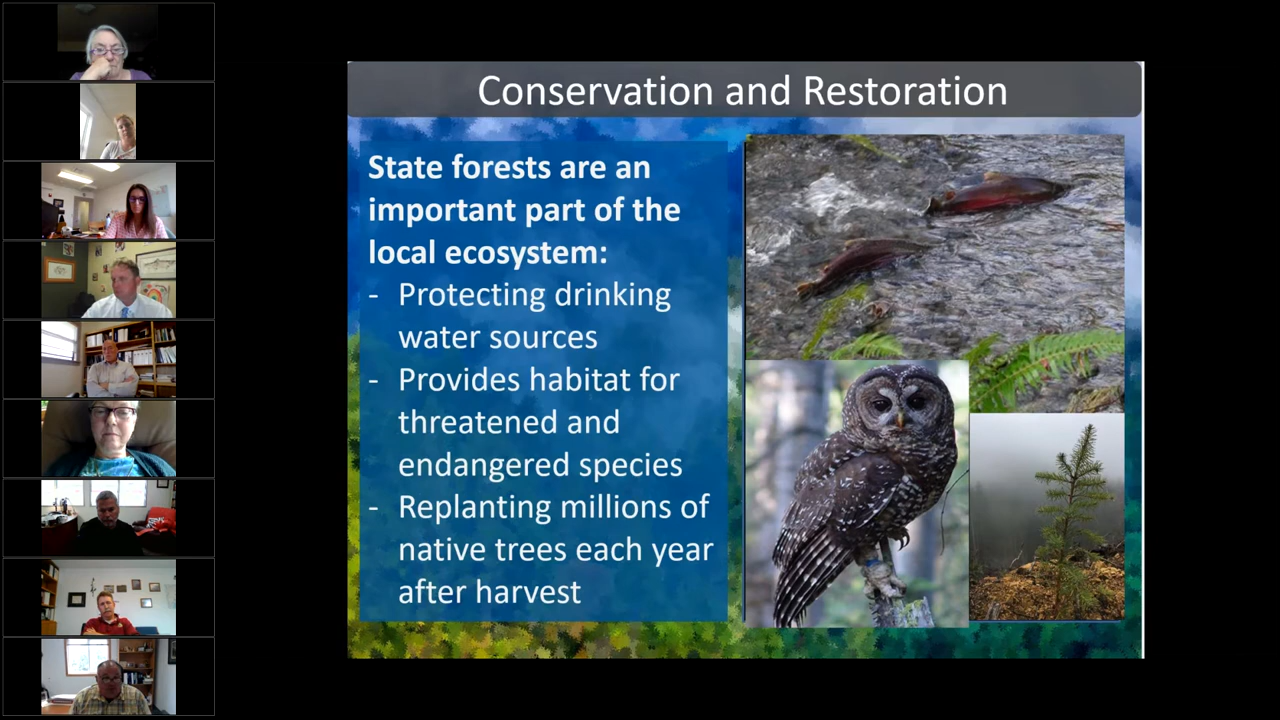 Conservation and Restoration
State forests are an
important part of the
local ecosystem:
- Protecting drinking
water sources
- Provides habitat for
threatened and
endangered species
- Replanting millions of
native trees each year
after harvest